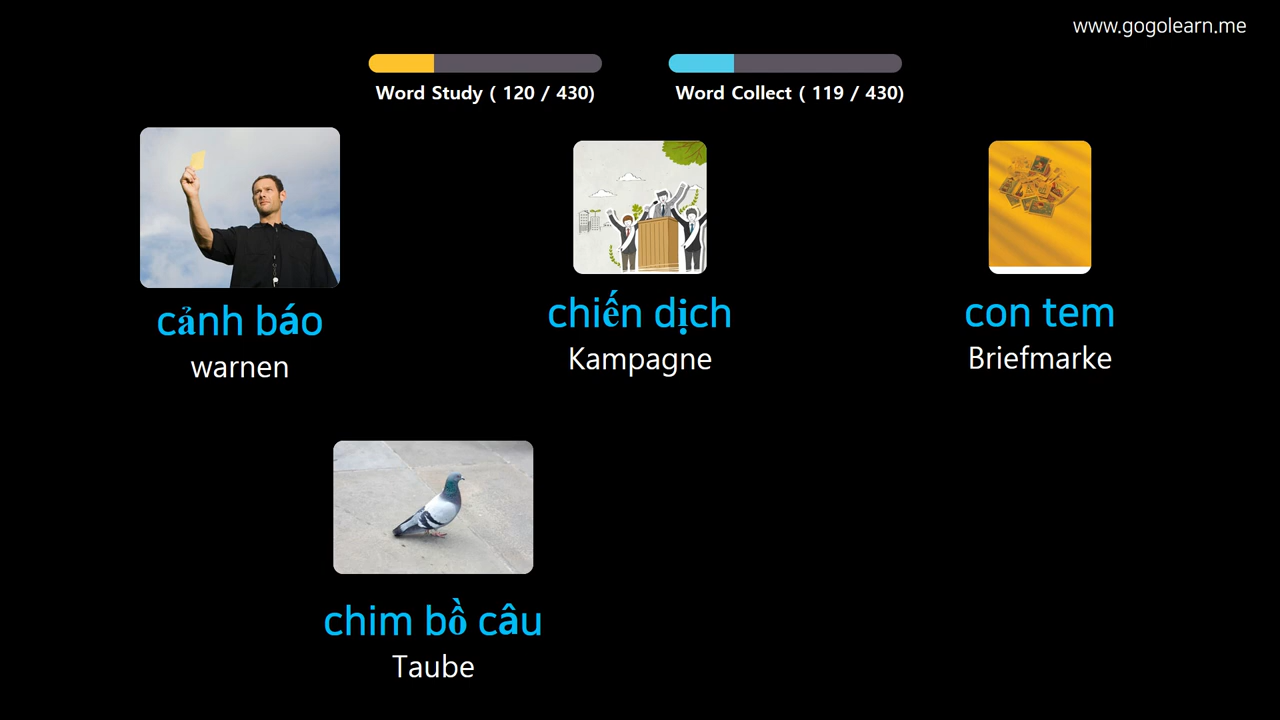 www.gogolearn.me
Word Study ( 120 / 430)
Word Collect ( 119 / 430)
cảnh báo
warnen
chiến dịch
Kampagne
con tem
Briefmarke
chim bồ câu
Taube